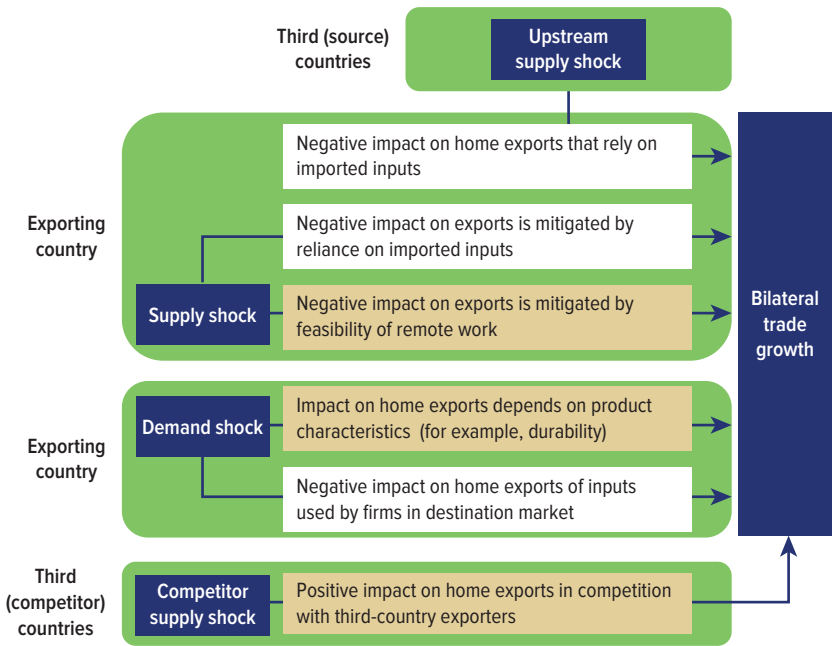 Third (source)
countries
Upstream
supply shock
Negative impact on home exports that rely on
imported inputs
Exporting
country
Negative impact on exports is mitigated by
reliance on imported inputs
Supply shock
Negative impact on exports is mitigated by
feasibility of remote work
Bilateral
trade
growth
Exporting
country
Demand shock
Impact on home exports depends on product
characteristics (for example, durability)
Negative impact on home exports of inputs
used by firms in destination market
Third
(competitor)
countries
Competitor
supply shock
Positive impact on home exports in competition
with third-country exporters